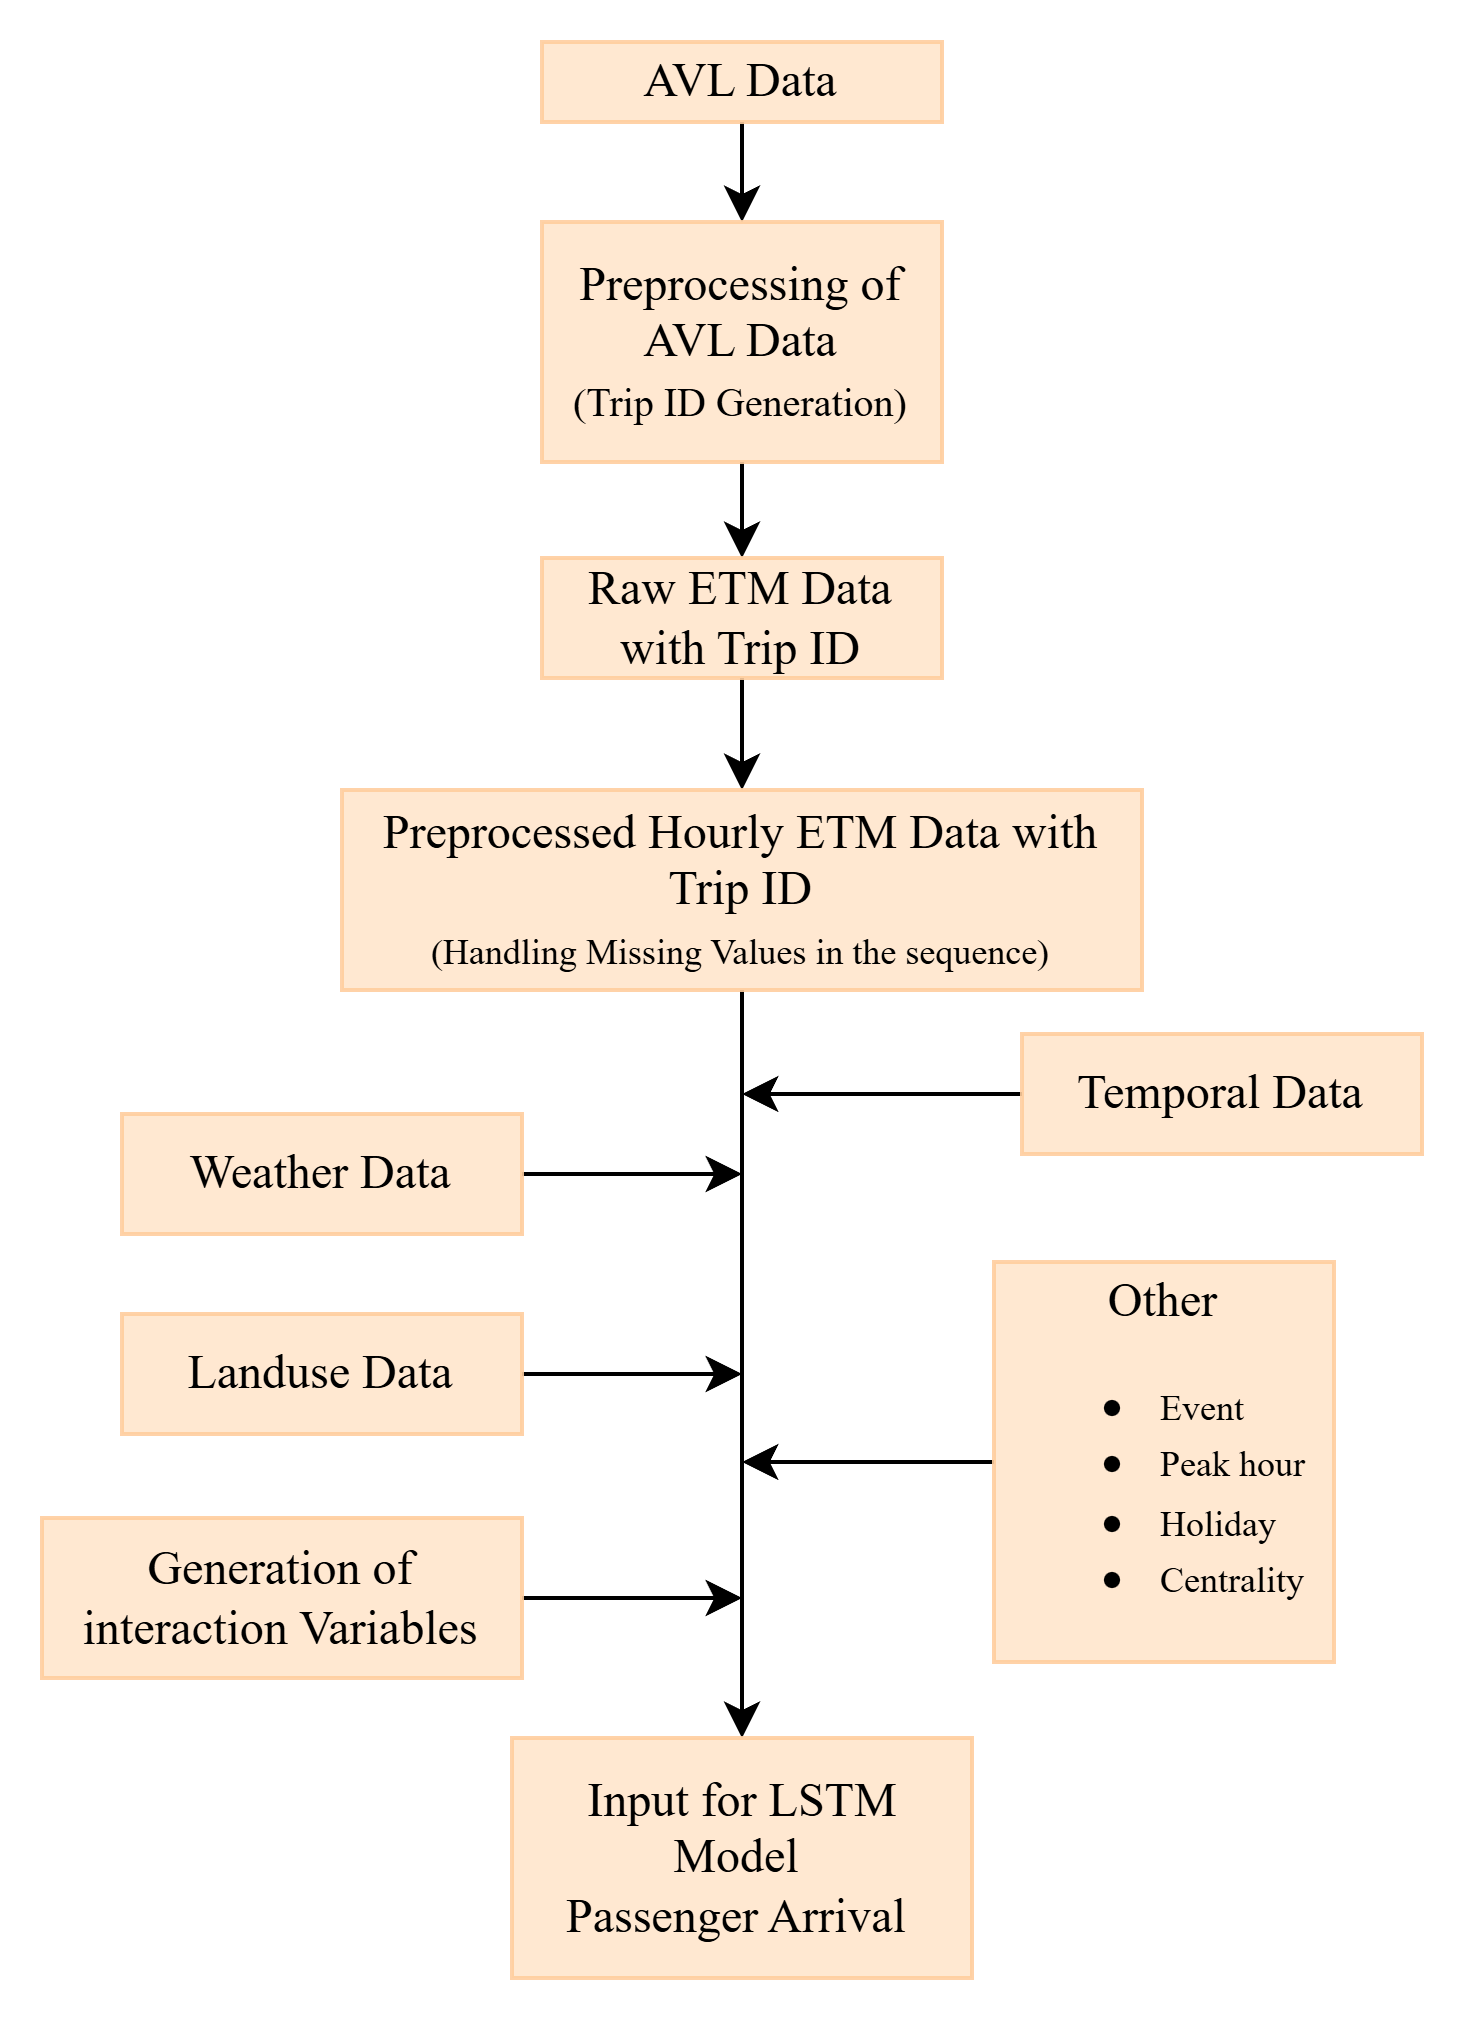 AVL Data
Preprocessing of
AVL Data
(Trip ID Generation)
Raw ETM Data
with Trip ID
Preprocessed Hourly ETM Data with
Trip ID
(Handling Missing Values in the sequence)
Temporal Data
Weather Data
Other
Landuse Data
● Event
● Peak hour
● Holiday
● Centrality
Generation of
interaction Variables
Input for LSTM
Model
Passenger Arrival